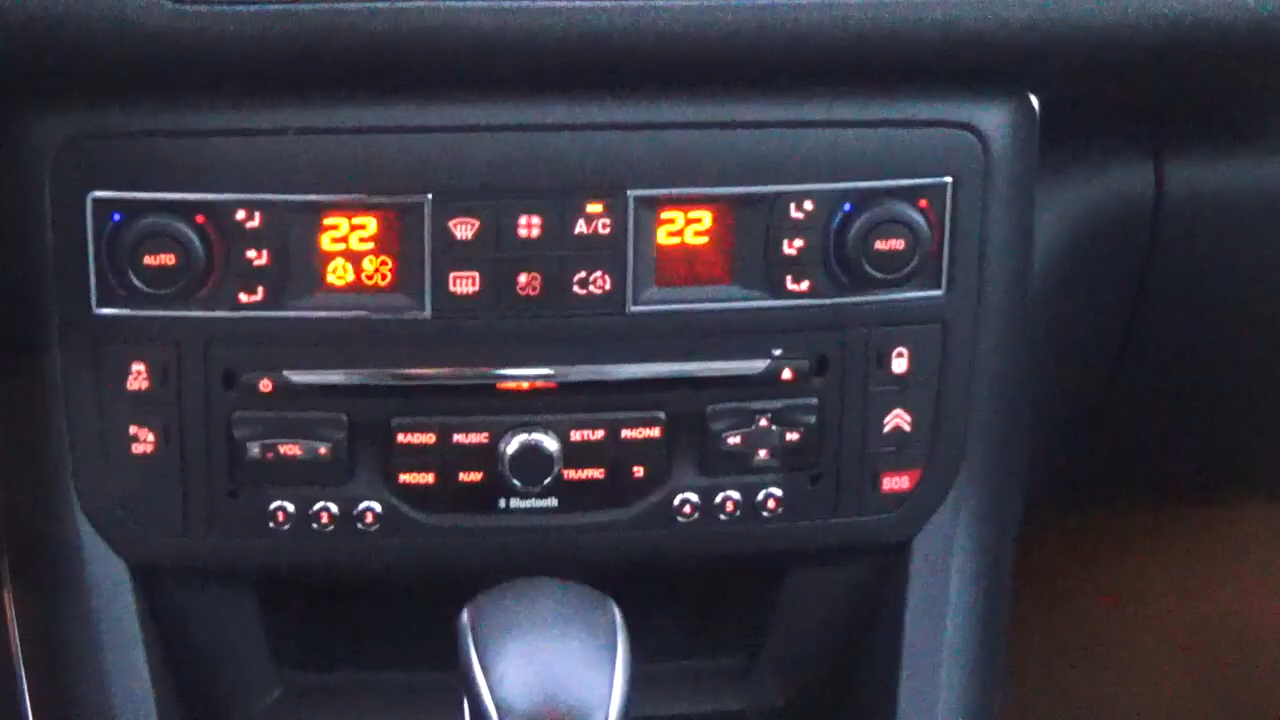 AUTO
22
A/C
22
AUTO
OFF
OFF
VOL
RADIO MUSIC SETUP PHONE
MODE NAV TRAFFIC
Bluetooth
1 2 3
4 5 6
SOS